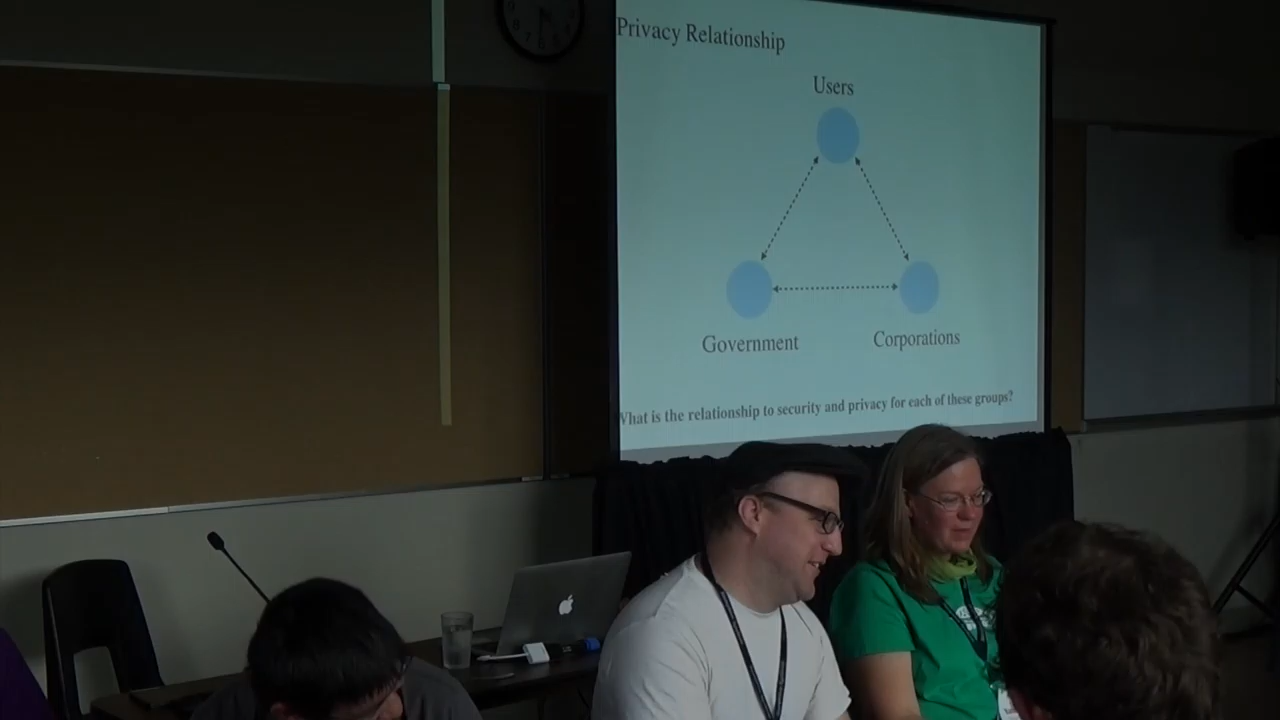 Privacy Relationship
Users
Government
Corporations
What is the relationship to security and privacy for each of these groups?